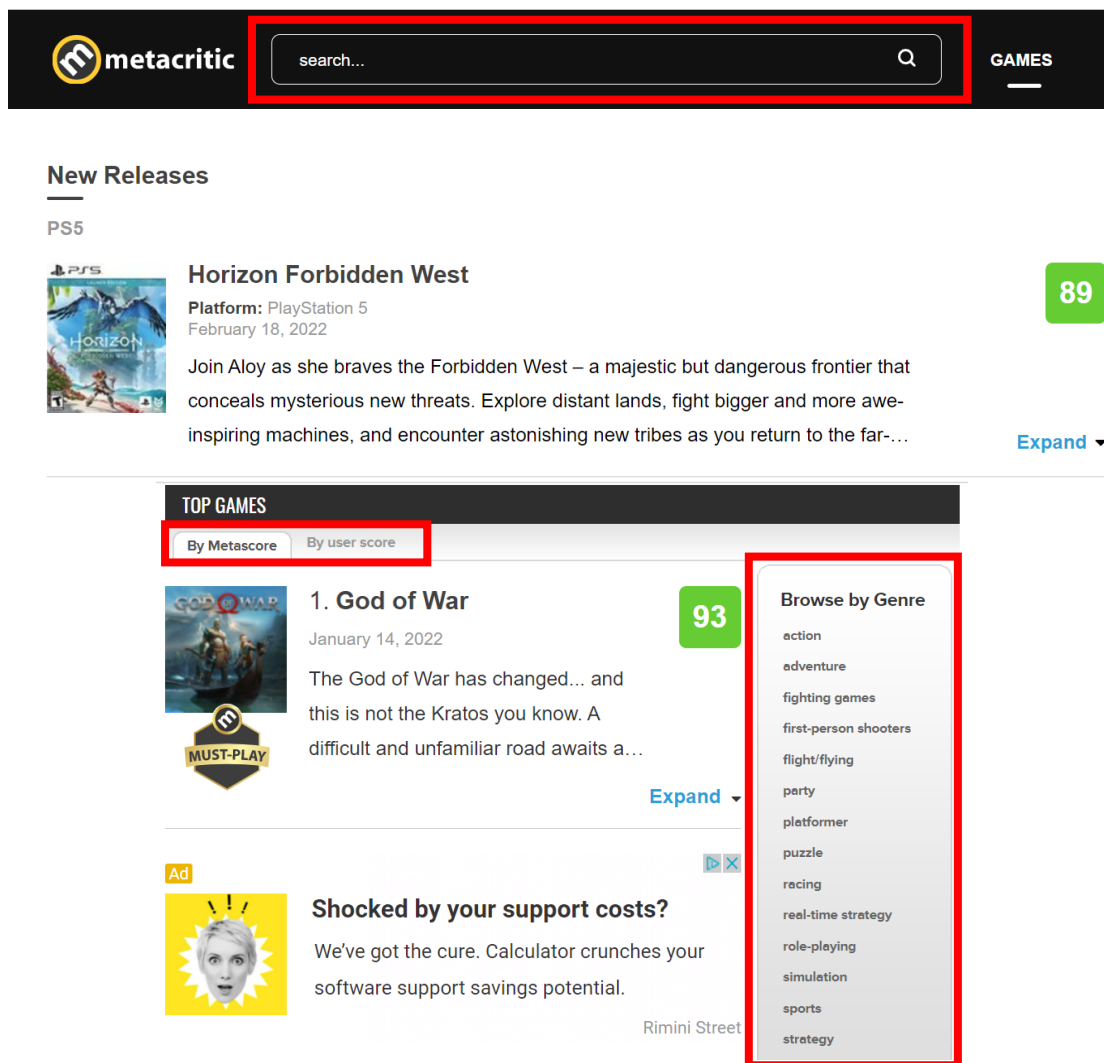 metacritic
search...
GAMES
New Releases
PS5
PS5
HORIZON
FORBIDDEN WEST
Horizon Forbidden West
Platform: PlayStation 5
February 18, 2022
89
Join Aloy as she braves the Forbidden West – a majestic but dangerous frontier that
conceals mysterious new threats. Explore distant lands, fight bigger and more awe-
inspiring machines, and encounter astonishing new tribes as you return to the far-…
Expand
TOP GAMES
By Metascore
By user score
GOD OF WAR
MUST-PLAY
1. God of War
January 14, 2022
93
The God of War has changed... and
this is not the Kratos you know. A
difficult and unfamiliar road awaits a…
Expand
Ad
Shocked by your support costs?
We've got the cure. Calculator crunches your
software support savings potential.
Rimini Street
Browse by Genre
action
adventure
fighting games
first-person shooters
flight/flying
party
platformer
puzzle
racing
real-time strategy
role-playing
simulation
sports
strategy